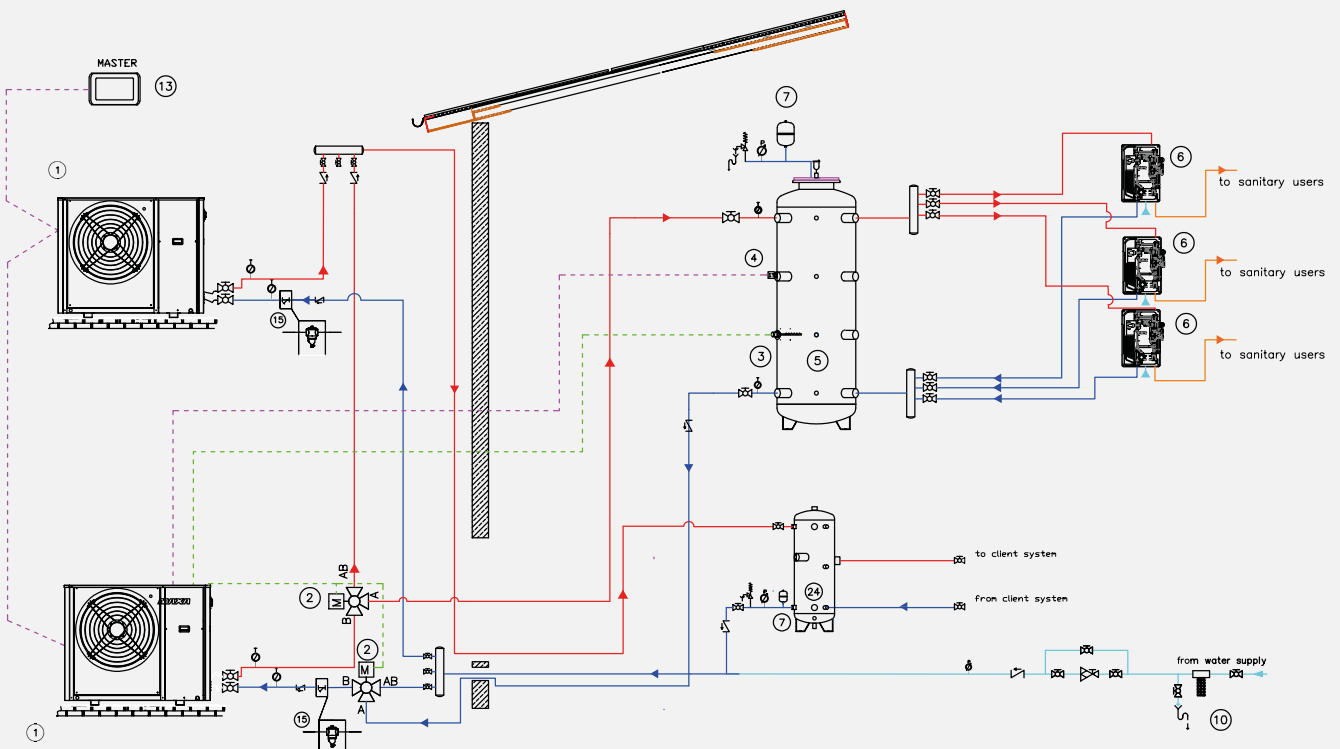 MASTER
13
7
1
6
to sanitary users
6
4
to sanitary users
15
6
3
5
to sanitary users
AB
to client system
2
M
A
24
from client system
B
7
2
M
from water supply
B
AB
A
15
10
1